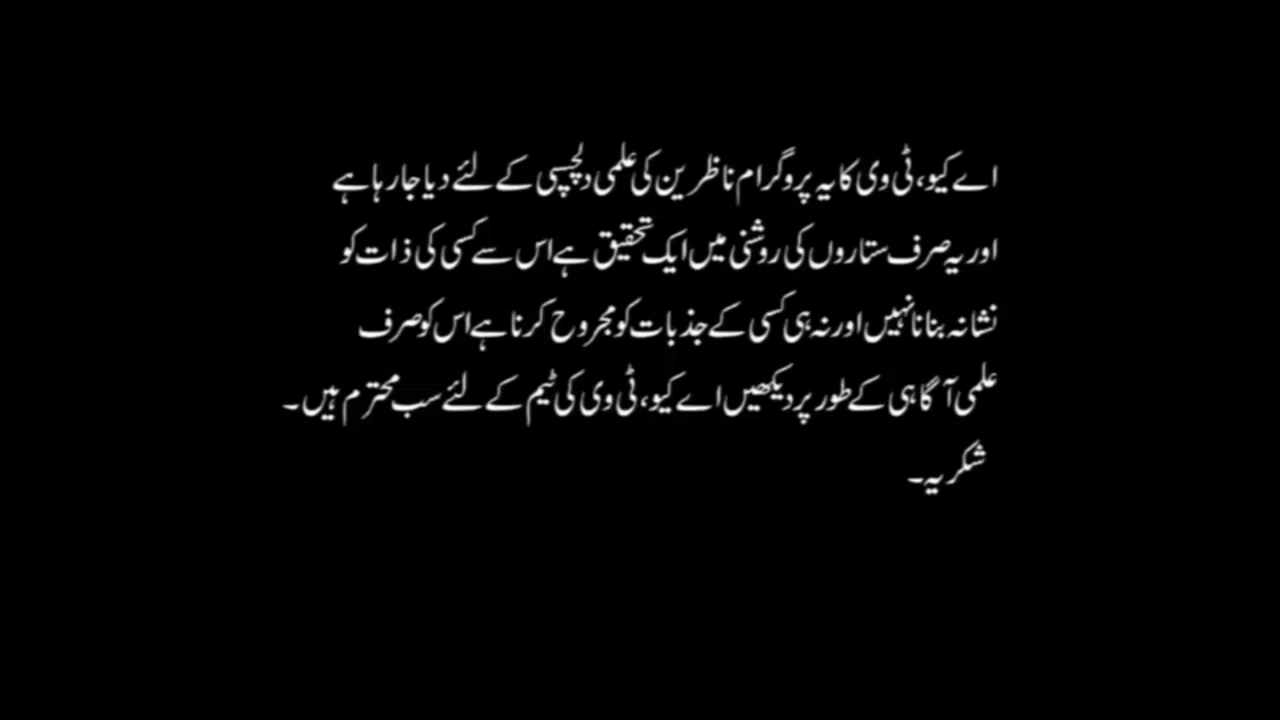 اے کیو، ٹی وی کا یہ پروگرام ناظرین کی علمی دلچسپی کے لئے دیا جا رہا ہے
اور یہ صرف ستاروں کی روشنی میں ایک تحقیق ہے اس سے کسی کی ذات کو
نشانہ بنانا نہیں اور نہ ہی کسی کے جذبات کو مجروح کرنا ہے اس کو صرف
علمی آگاہی کے طور پر دیکھیں اے کیو، ٹی وی کی ٹیم کے لئے سب محترم ہیں۔
شکریہ۔